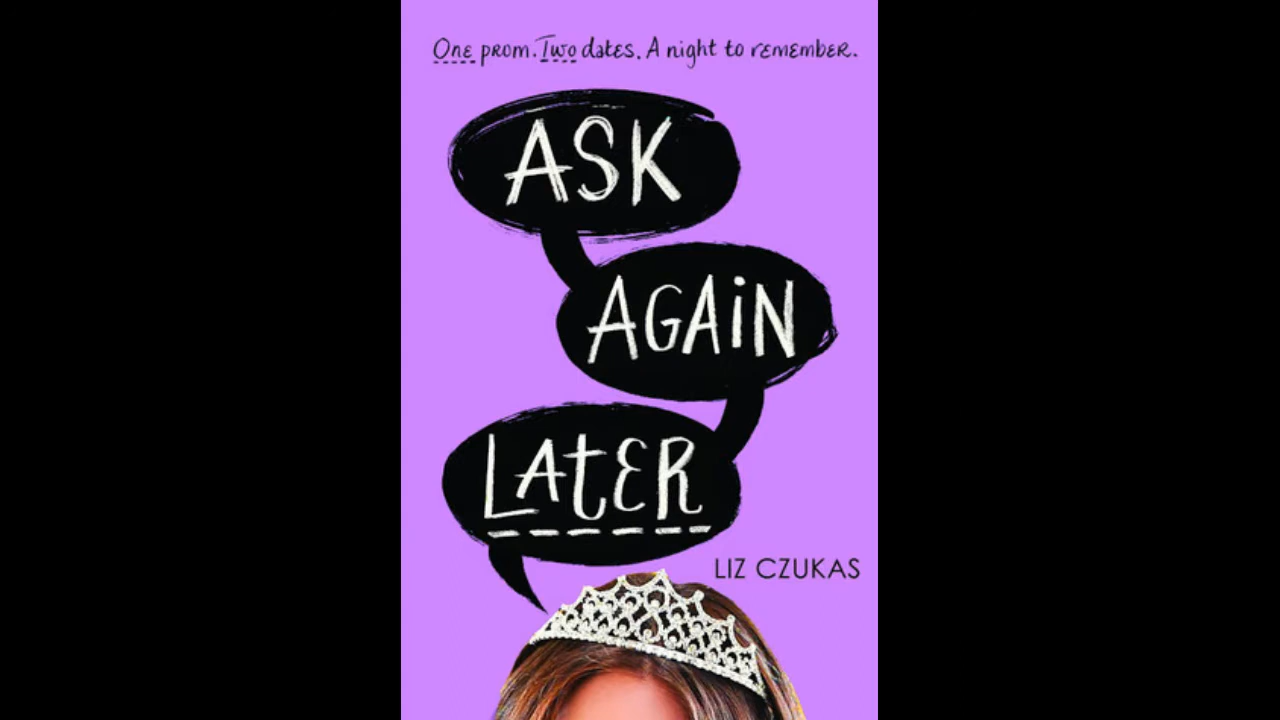 One prom. Two dates. A night to remember.
ASK
AGAiN
LAtER
LIZ CZUKAS